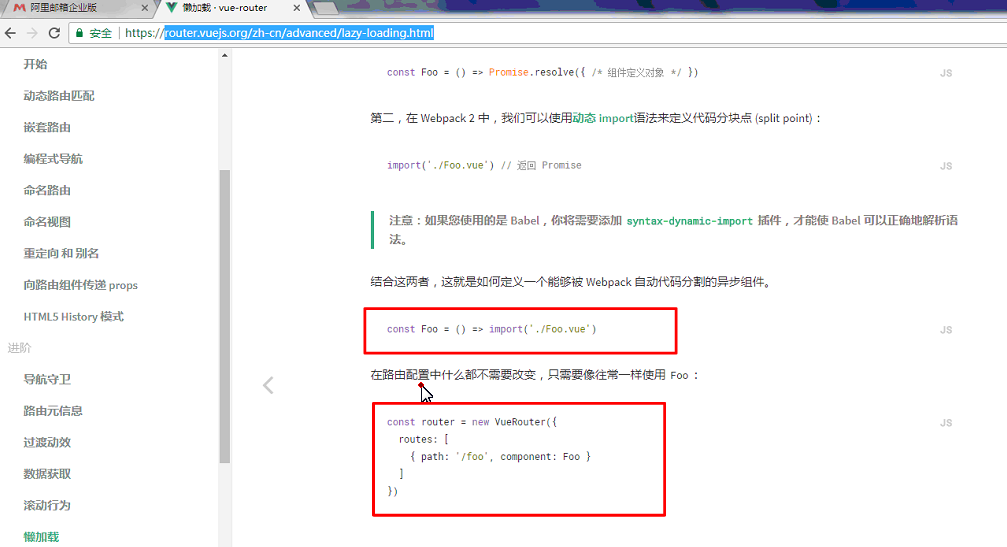 阿里邮箱企业版
懒加载 · vue-router
安全 | https://router.vuejs.org/zh-cn/advanced/lazy-loading.html
开始
动态路由匹配
嵌套路由
编程式导航
命名路由
命名视图
重定向 和 别名
向路由组件传递 props
HTML5 History 模式
进阶
导航守卫
路由元信息
过渡动效
数据获取
滚动行为
懒加载
const Foo = () => Promise.resolve({ /* 组件定义对象 */ })
JS
第二，在 Webpack 2 中，我们可以使用动态 import语法来定义代码分块点 (split point)：
import('./Foo.vue') // 返回 Promise
JS
注意：如果您使用的是 Babel，你将需要添加 syntax-dynamic-import 插件，才能使 Babel 可以正确地解析语
法。
结合这两者，这就是如何定义一个能够被 Webpack 自动代码分割的异步组件。
const Foo = () => import('./Foo.vue')
JS
在路由配置中什么都不需要改变，只需要像往常一样使用 Foo：
const router = new VueRouter({
JS
routes: [
{ path: '/foo', component: Foo }
]
})